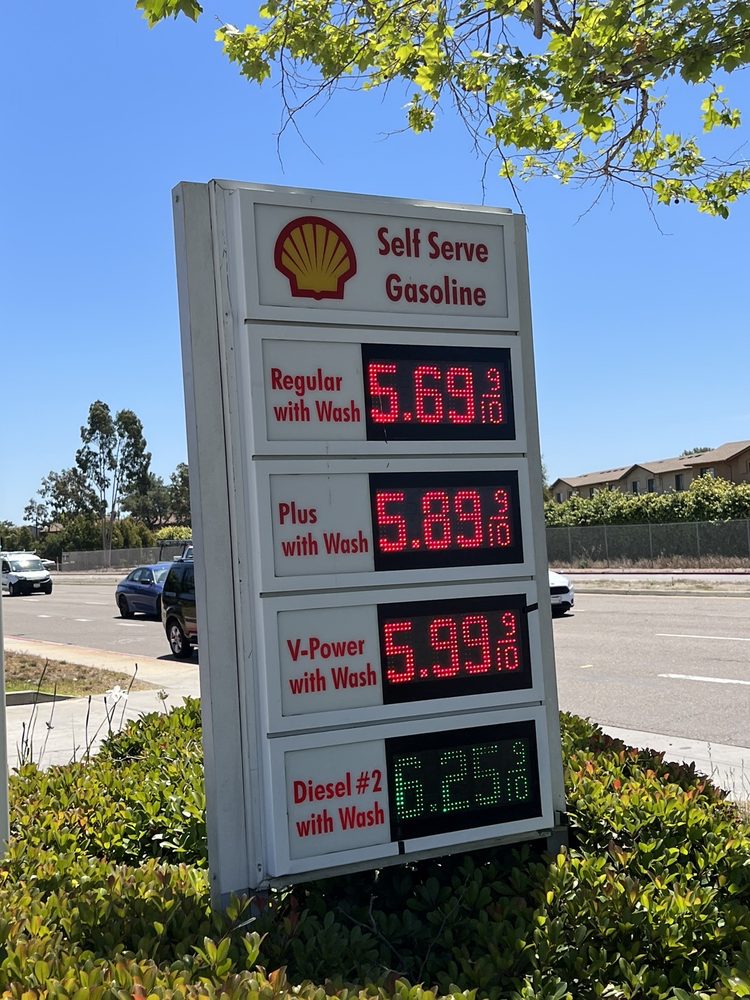 Self Serve
Gasoline
Regular
with Wash
5.69 9/10
Plus
with Wash
5.89 9/10
V-Power
with Wash
5.99 9/10
Diesel #2
with Wash
6.25 9/10